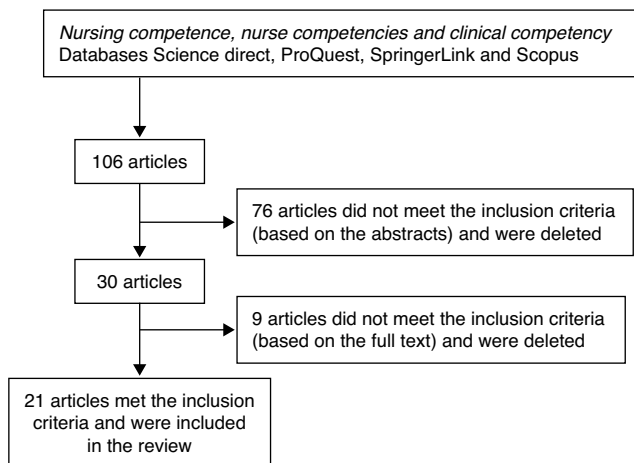 Nursing competence, nurse competencies and clinical competency
Databases Science direct, ProQuest, SpringerLink and Scopus
106 articles
76 articles did not meet the inclusion criteria
(based on the abstracts) and were deleted
30 articles
9 articles did not meet the inclusion criteria
(based on the full text) and were deleted
21 articles met the inclusion
criteria and were included
in the review